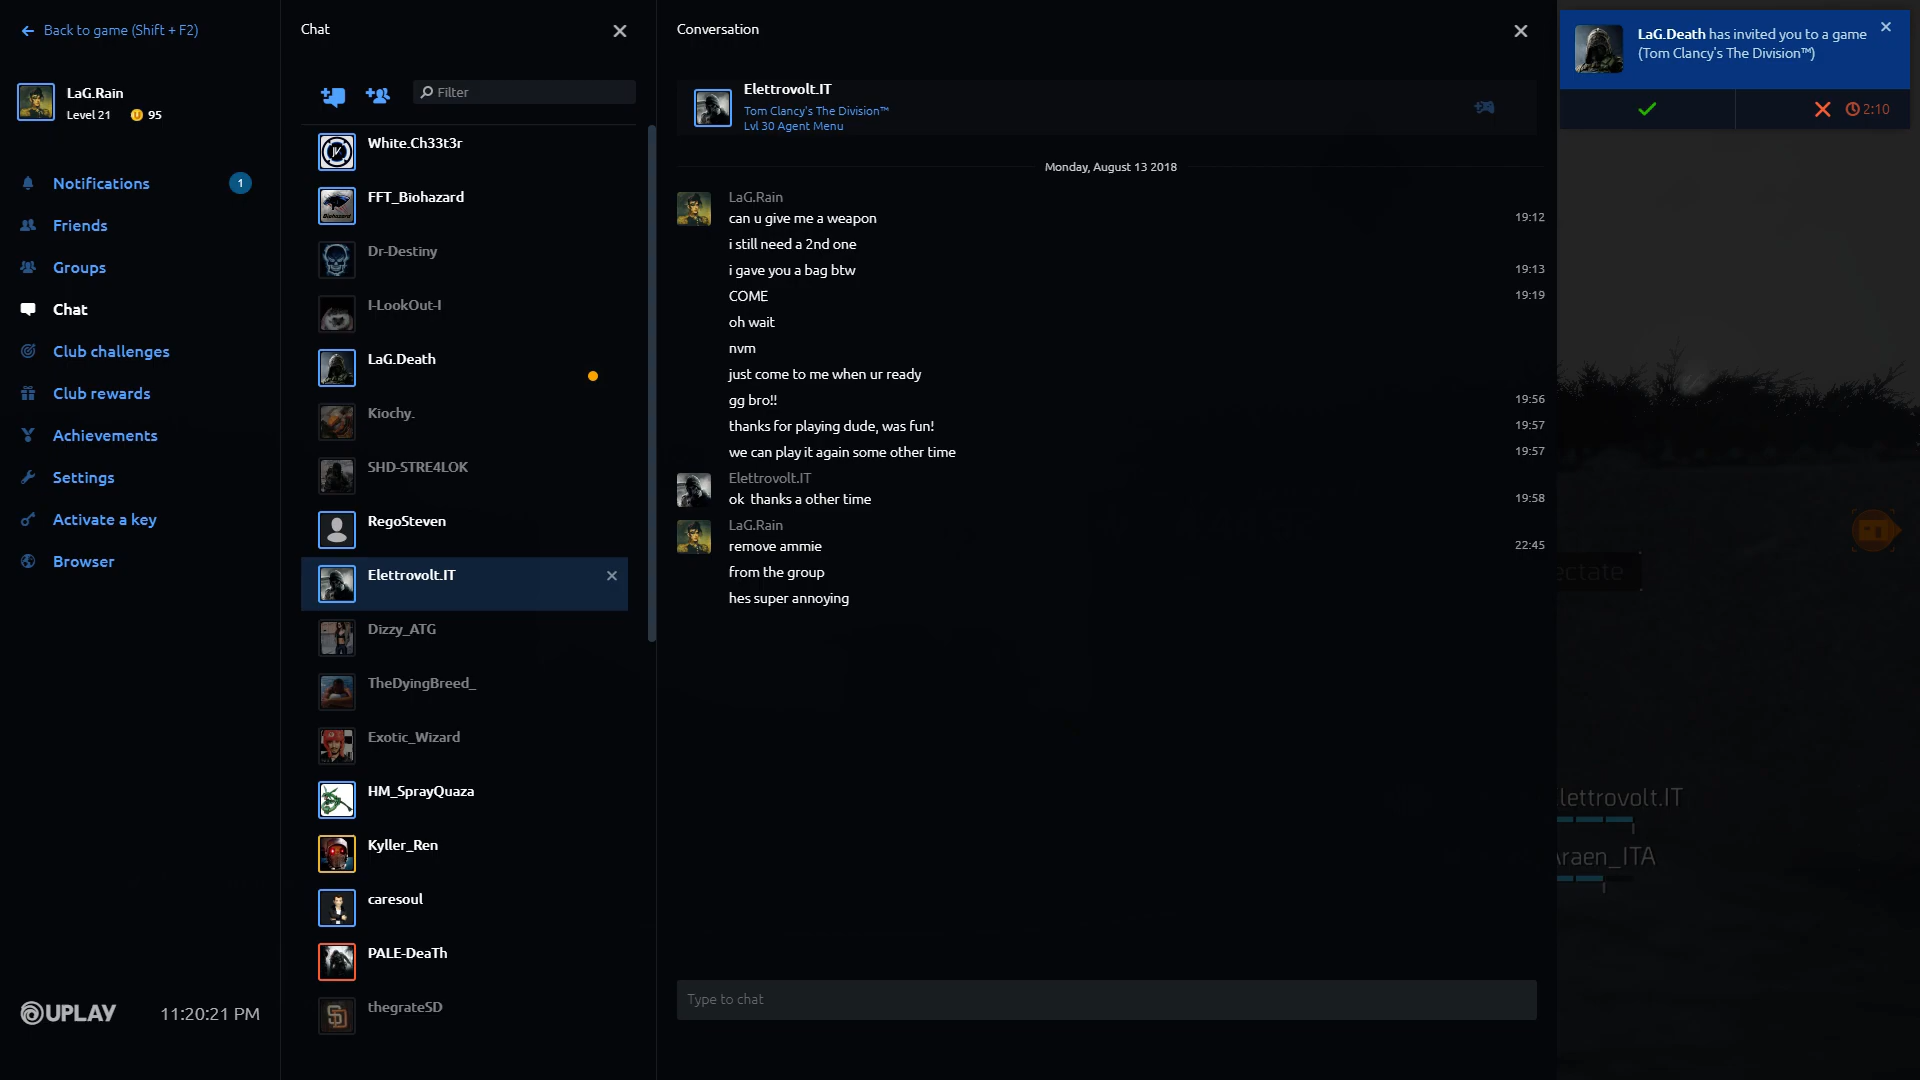 Back to game (Shift + F2)
LaG.Rain
Level 21 95
Notifications 1
Friends
Groups
Chat
Club challenges
Club rewards
Achievements
Settings
Activate a key
Browser
UPLAY 11:20:21 PM
Chat
Filter
White.Ch33t3r
FFT_Biohazard
Dr-Destiny
I-LookOut-I
LaG.Death
Kiochy.
SHD-STRE4LOK
RegoSteven
Elettrovolt.IT
Dizzy_ATG
TheDyingBreed_
Exotic_Wizard
HM_SprayQuaza
Kyller_Ren
caresoul
PALE-DeaTh
thegrateSD
Conversation
Elettrovolt.IT
Tom Clancy's The Division™
Lvl 30 Agent Menu
Monday, August 13 2018
LaG.Rain
can u give me a weapon 19:12
i still need a 2nd one
i gave you a bag btw 19:13
COME 19:19
oh wait
nvm
just come to me when ur ready
gg bro!! 19:56
thanks for playing dude, was fun! 19:57
we can play it again some other time 19:57
Elettrovolt.IT
ok thanks a other time 19:58
LaG.Rain
remove ammie 22:45
from the group
hes super annoying
Type to chat
LaG.Death has invited you to a game
(Tom Clancy's The Division™)
2:10
ectate
lettrovolt.IT
Araen_ITA